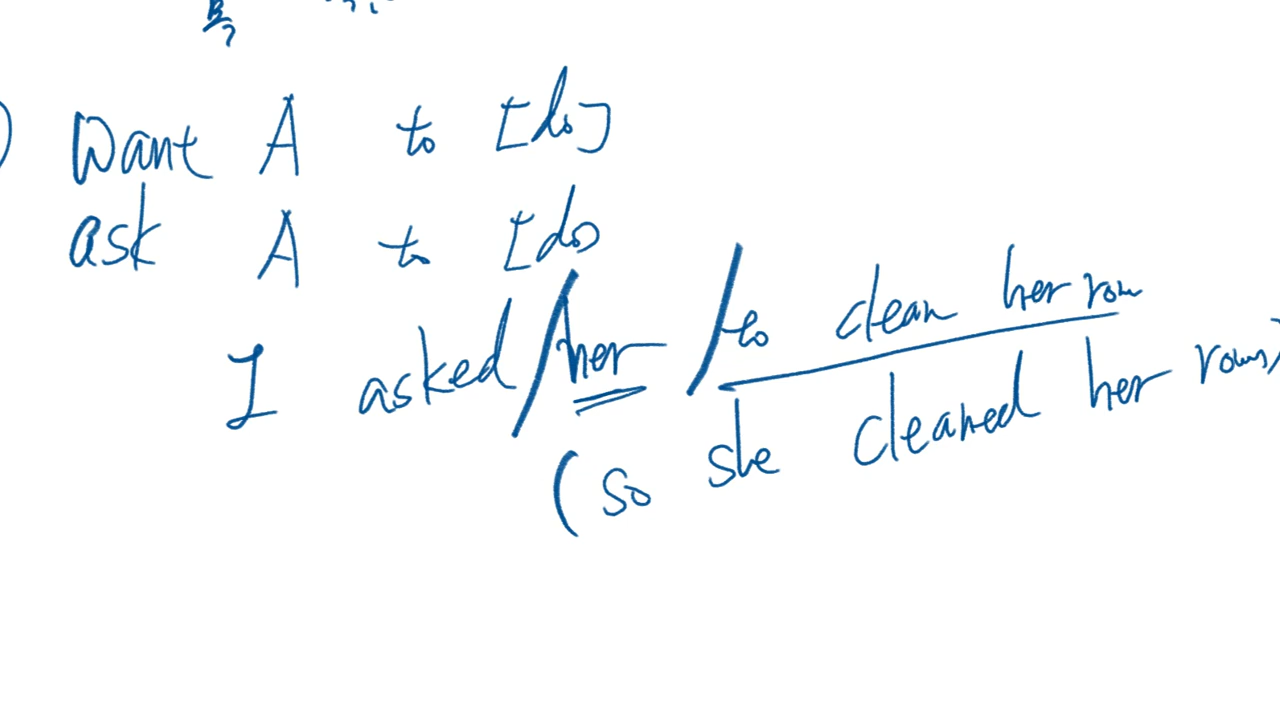 ) Want A to [do]
ask A to [do
I asked / her / to clean her room
(so she cleaned her room)